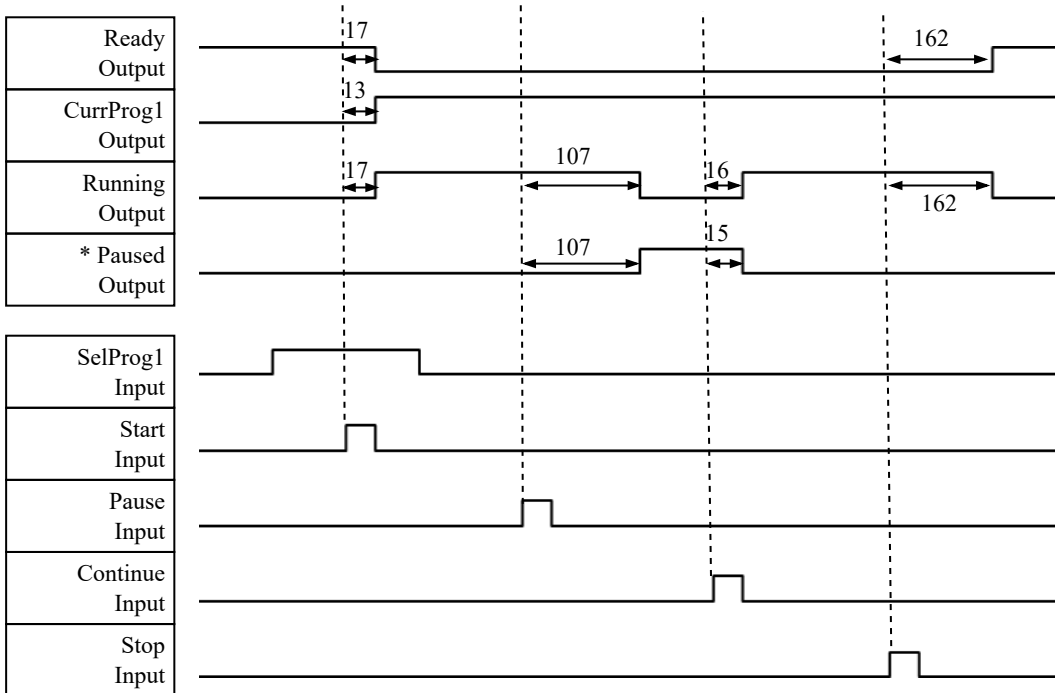 Ready
Output
17
162
CurrProg1
Output
13
Running
Output
17
107
16
162
* Paused
Output
107
15
SelProg1
Input
Start
Input
Pause
Input
Continue
Input
Stop
Input